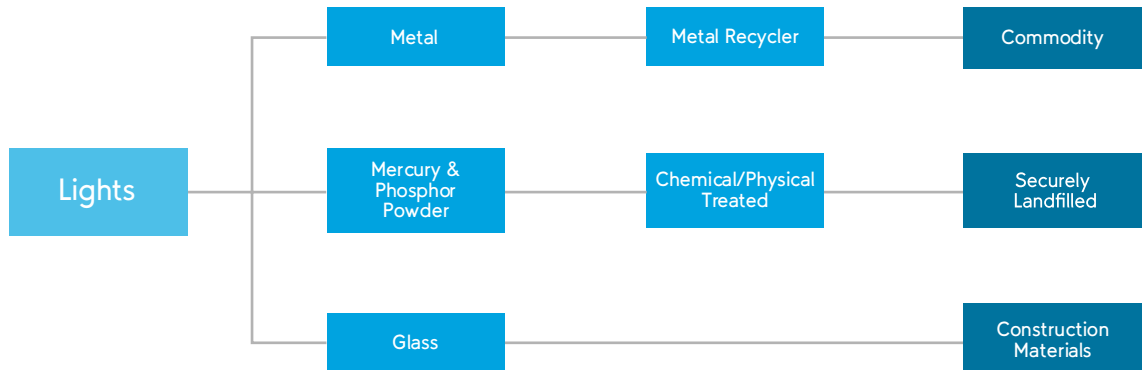 Metal
Metal Recycler
Commodity
Lights
Mercury &
Phosphor
Powder
Chemical/Physical
Treated
Securely
Landfilled
Glass
Construction
Materials